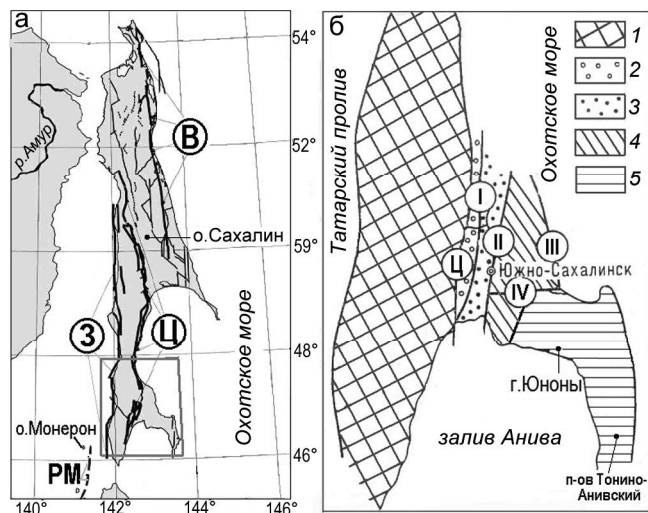 а
54°
р.Амур
В
52°
о.Сахалин
59°
Охотское море
З
Ц
48°
о.Монерон
РМ
46°
140°
142°
144°
146°
б
Татарский пролив
Охотское море
1
2
3
4
5
I
II
III
Ц
Южно-Сахалинск
IV
г.Юноны
залив Анива
п-ов Тонино-
Анивский